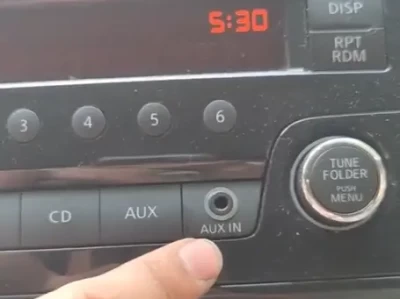 5:30
DISP
RPT
RDM
3
4
5
6
TUNE
FOLDER
PUSH
MENU
CD
AUX
AUX IN